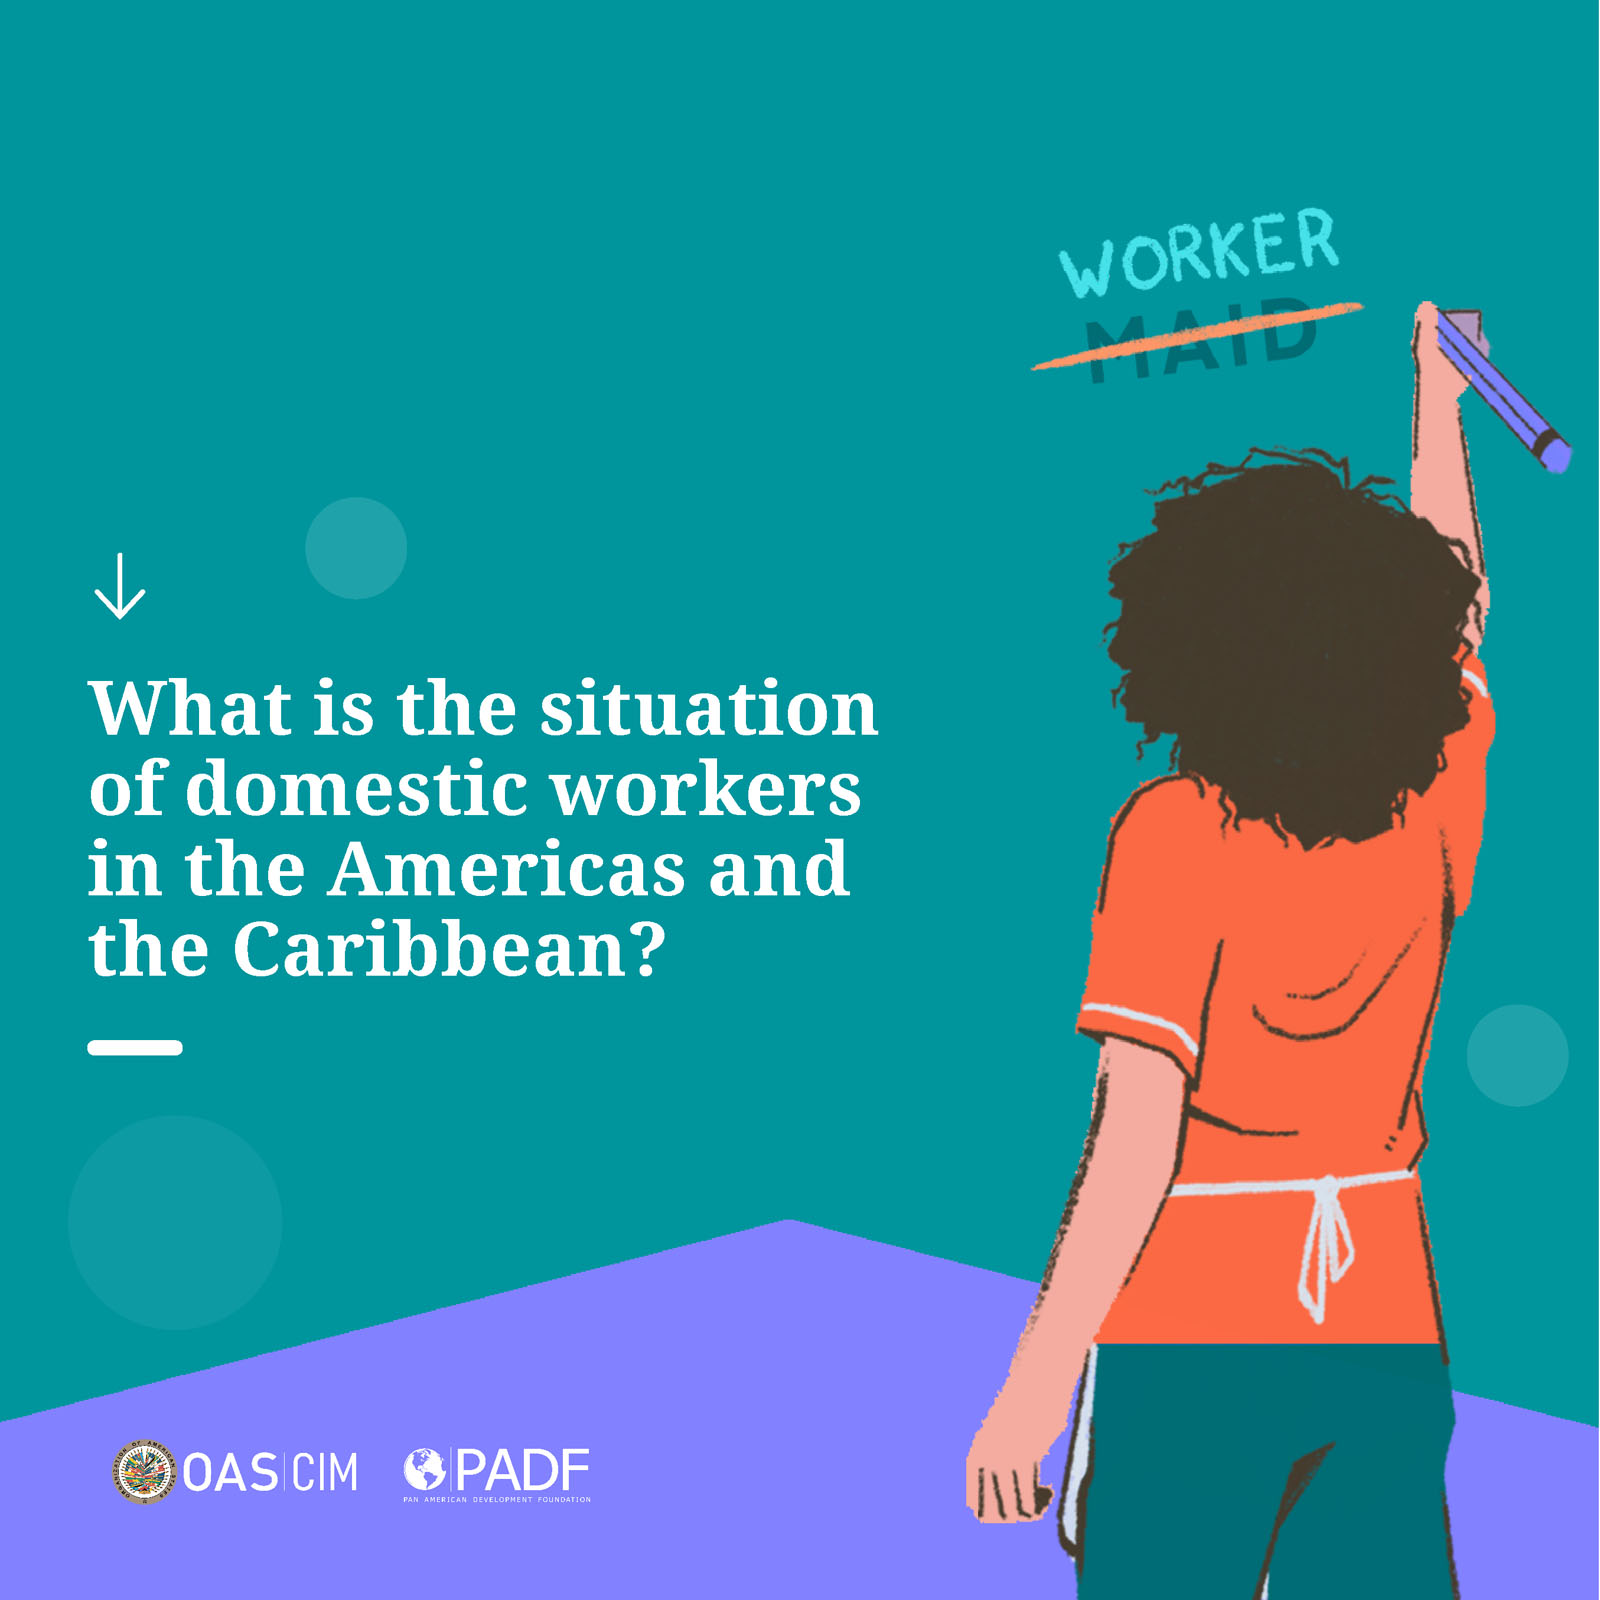 WORKER
MAID
What is the situation
of domestic workers
in the Americas and
the Caribbean?
OAS|CIM
PADF
PAN AMERICAN DEVELOPMENT FOUNDATION